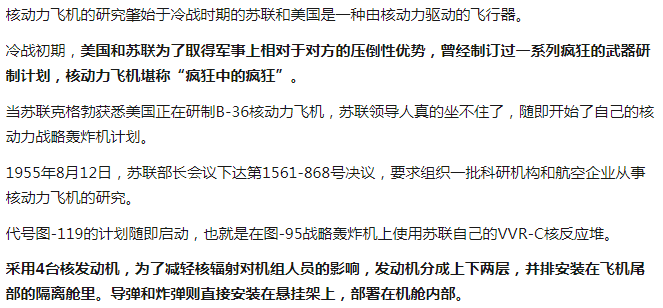 核动力飞机的研究肇始于冷战时期的苏联和美国是一种由核动力驱动的飞行器。
冷战初期，美国和苏联为了取得军事上相对于对方的压倒性优势，曾经制订过一系列疯狂的武器研
制计划，核动力飞机堪称“疯狂中的疯狂”。
当苏联克格勃获悉美国正在研制B-36核动力飞机，苏联领导人真的坐不住了，随即开始了自己的核
动力战略轰炸机计划。
1955年8月12日，苏联部长会议下达第1561-868号决议，要求组织一批科研机构和航空企业从事
核动力飞机的研究。
代号图-119的计划随即启动，也就是在图-95战略轰炸机上使用苏联自己的VVR-C核反应堆。
采用4台核发动机，为了减轻核辐射对机组人员的影响，发动机分成上下两层，并排安装在飞机尾
部的隔离舱里。导弹和炸弹则直接安装在悬挂架上，部署在机舱内部。